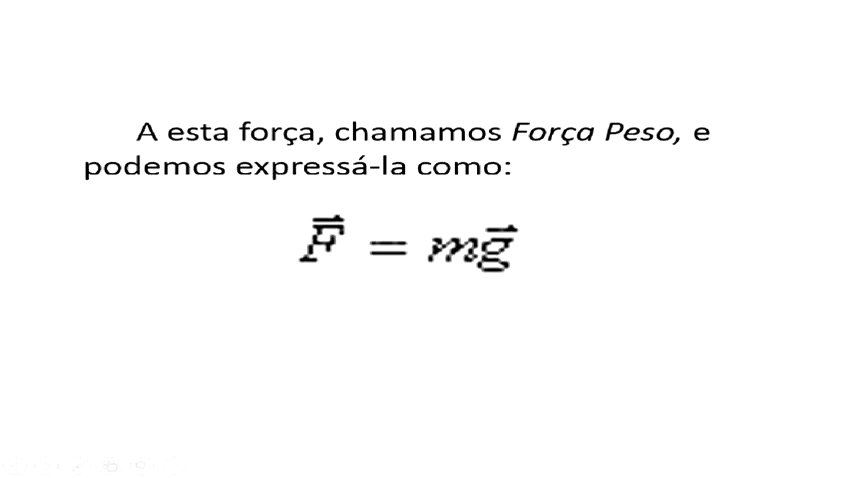 A esta força, chamamos Força Peso, e
podemos expressá-la como:
F⃗ = mg⃗